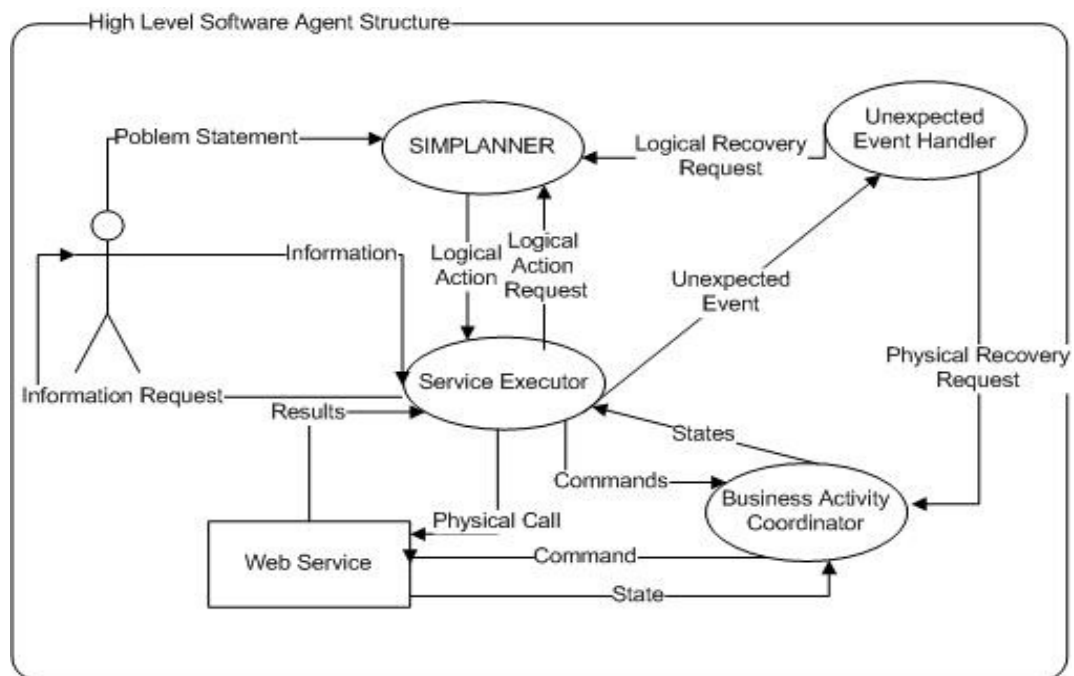 High Level Software Agent Structure
Poblem Statement
SIMPLANNER
Unexpected
Event Handler
Logical Recovery
Request
Information
Logical
Action
Logical
Action
Request
Unexpected
Event
Physical Recovery
Request
Service Executor
Information Request
Results
States
Commands
Business Activity
Coordinator
Physical Call
Web Service
Command
State